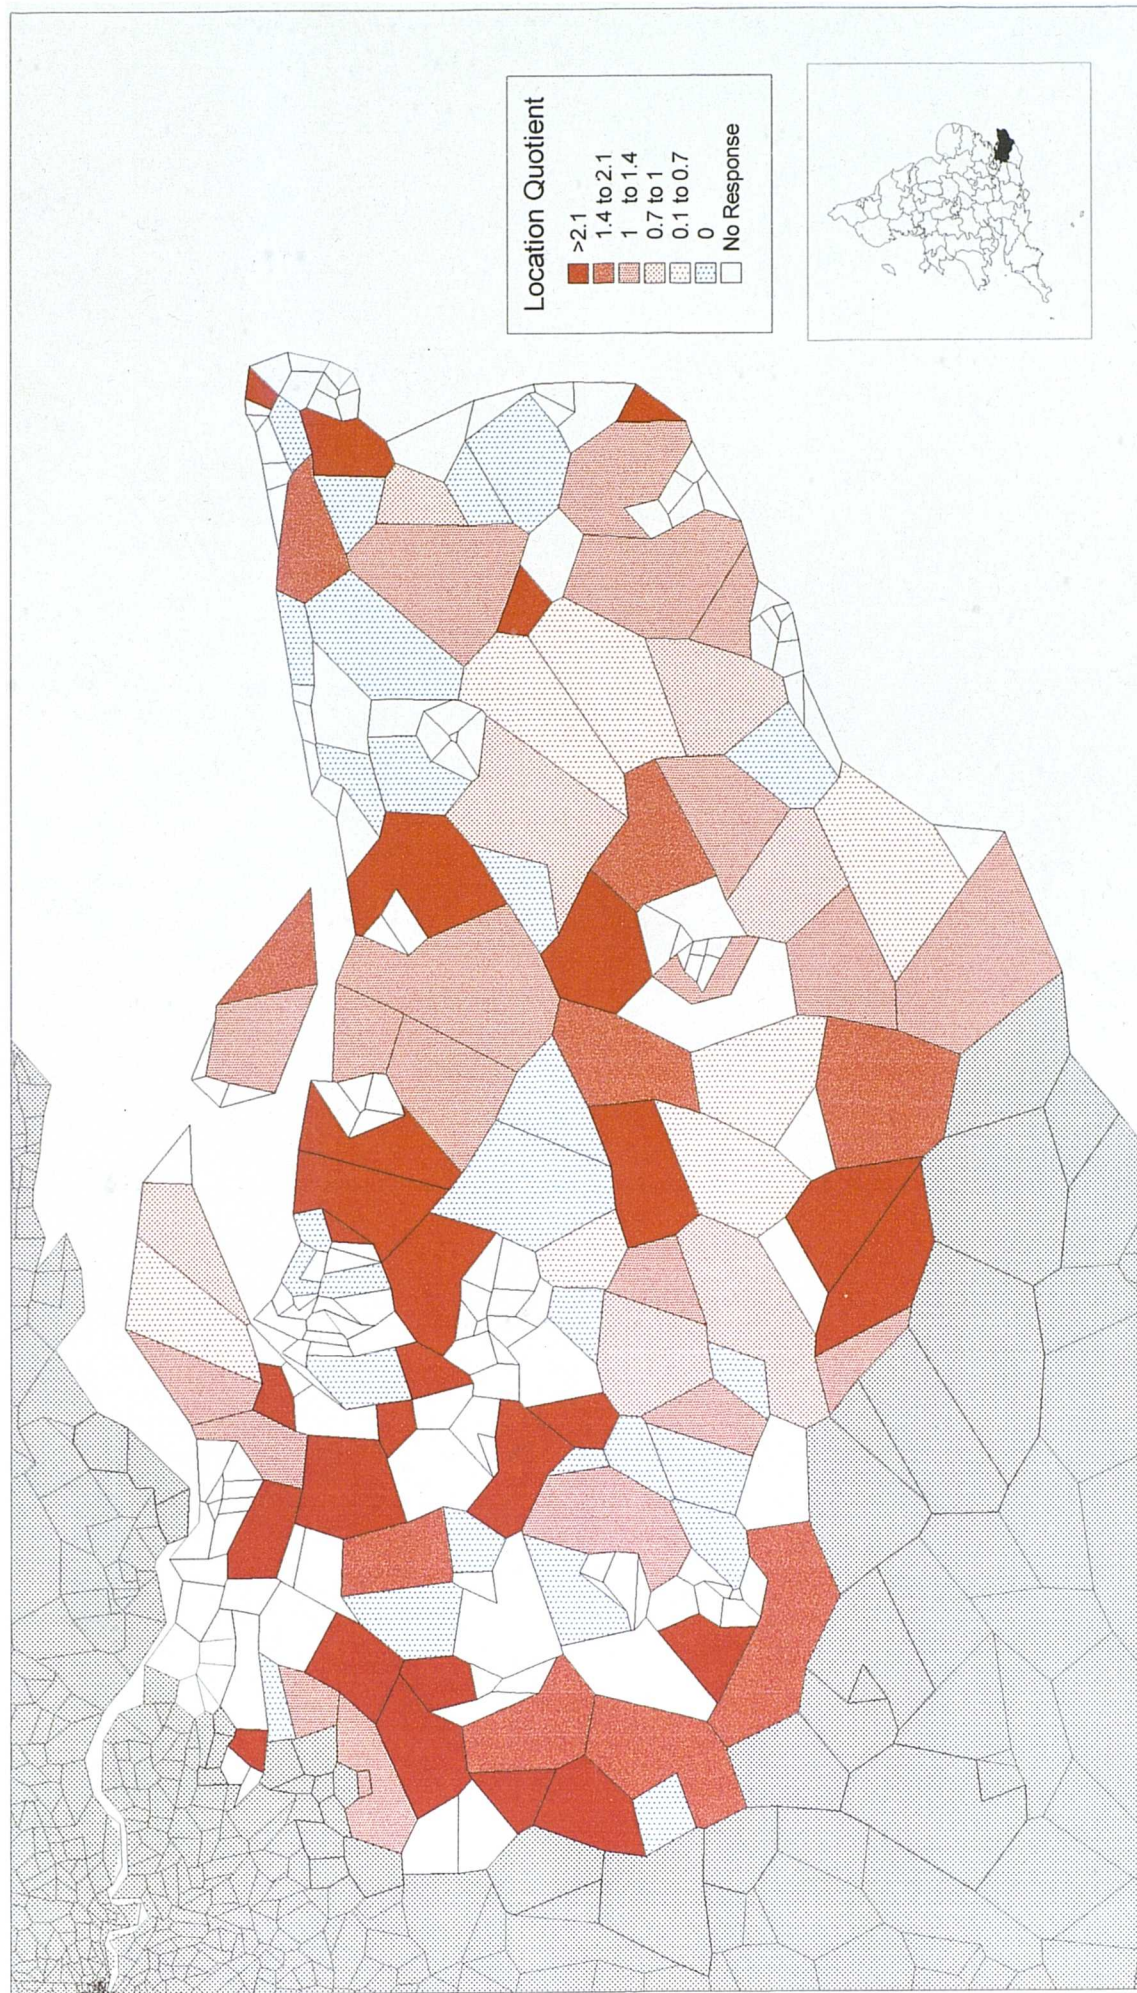 Location Quotient
>2.1
1.4 to 2.1
1 to 1.4
0.7 to 1
0.1 to 0.7
0
No Response